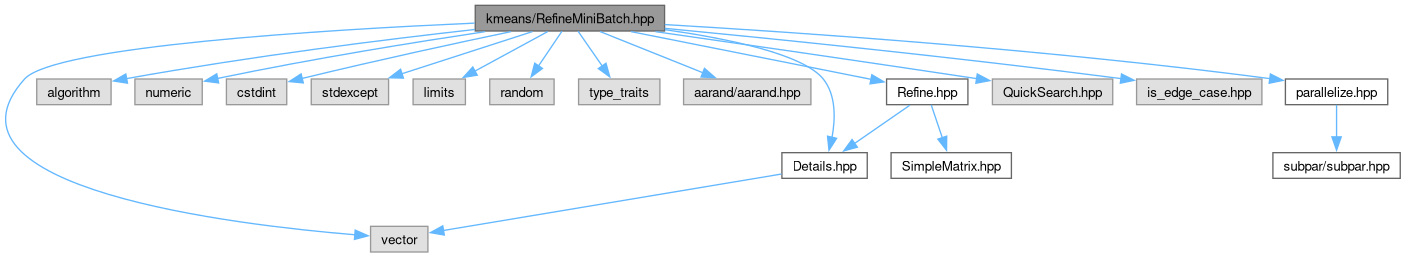 kmeans/RefineMiniBatch.hpp
algorithm
numeric
cstdint
stdexcept
limits
random
type_traits
aarand/aarand.hpp
Refine.hpp
QuickSearch.hpp
is_edge_case.hpp
parallelize.hpp
Details.hpp
SimpleMatrix.hpp
subpar/subpar.hpp
vector